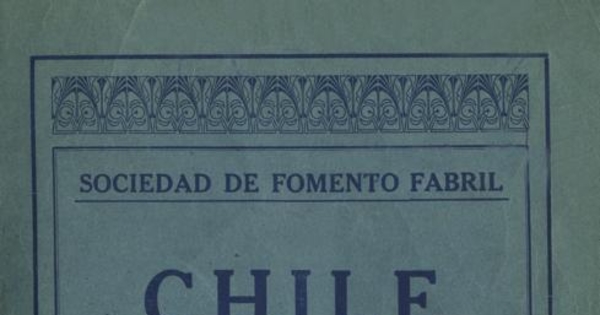 SOCIEDAD DE FOMENTO FABRIL
CHILE